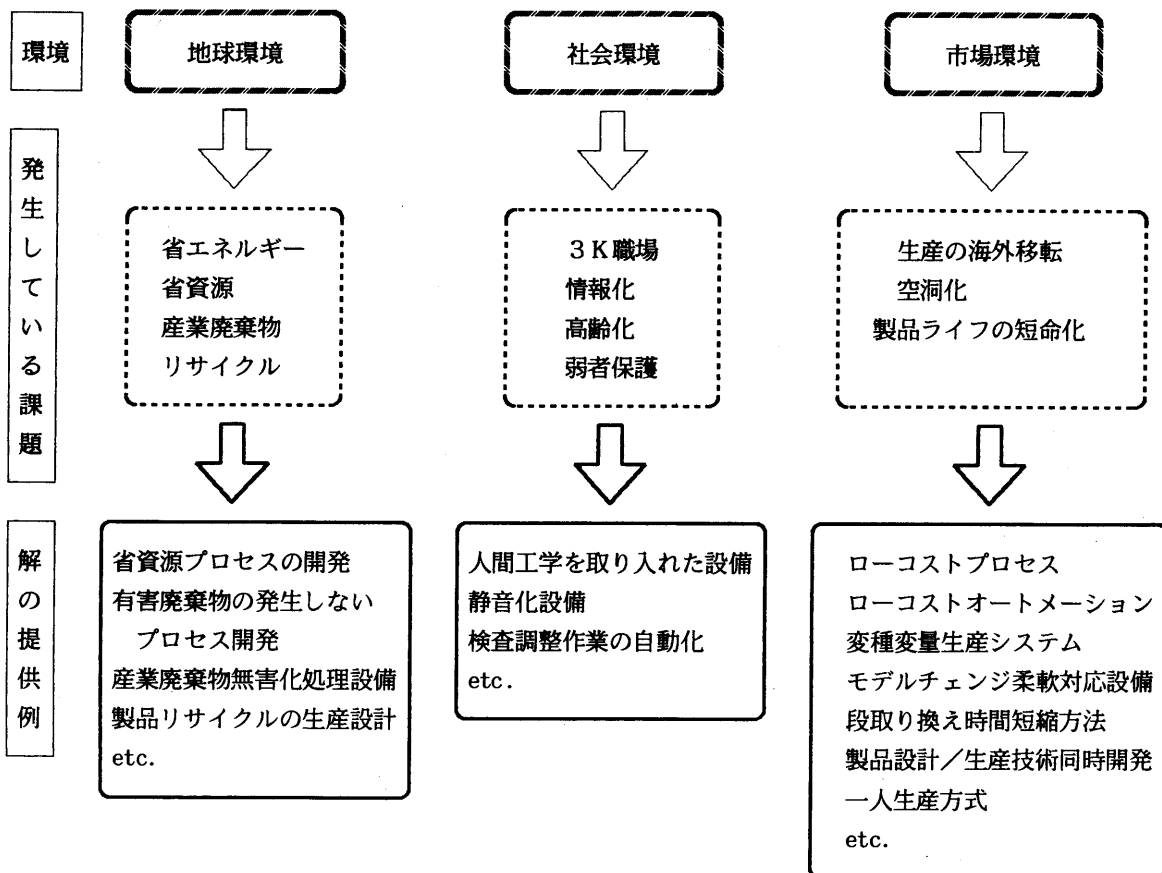 環境
地球環境
社会環境
市場環境
発生している課題
省エネルギー
省資源
産業廃棄物
リサイクル
3K職場
情報化
高齢化
弱者保護
生産の海外移転
空洞化
製品ライフの短命化
解の提供例
省資源プロセスの開発
有害廃棄物の発生しない
プロセス開発
産業廃棄物無害化処理設備
製品リサイクルの生産設計
etc.
人間工学を取り入れた設備
静音化設備
検査調整作業の自動化
etc.
ローコストプロセス
ローコストオートメーション
変種変量生産システム
モデルチェンジ柔軟対応設備
段取り換え時間短縮方法
製品設計/生産技術同時開発
一人生産方式
etc.